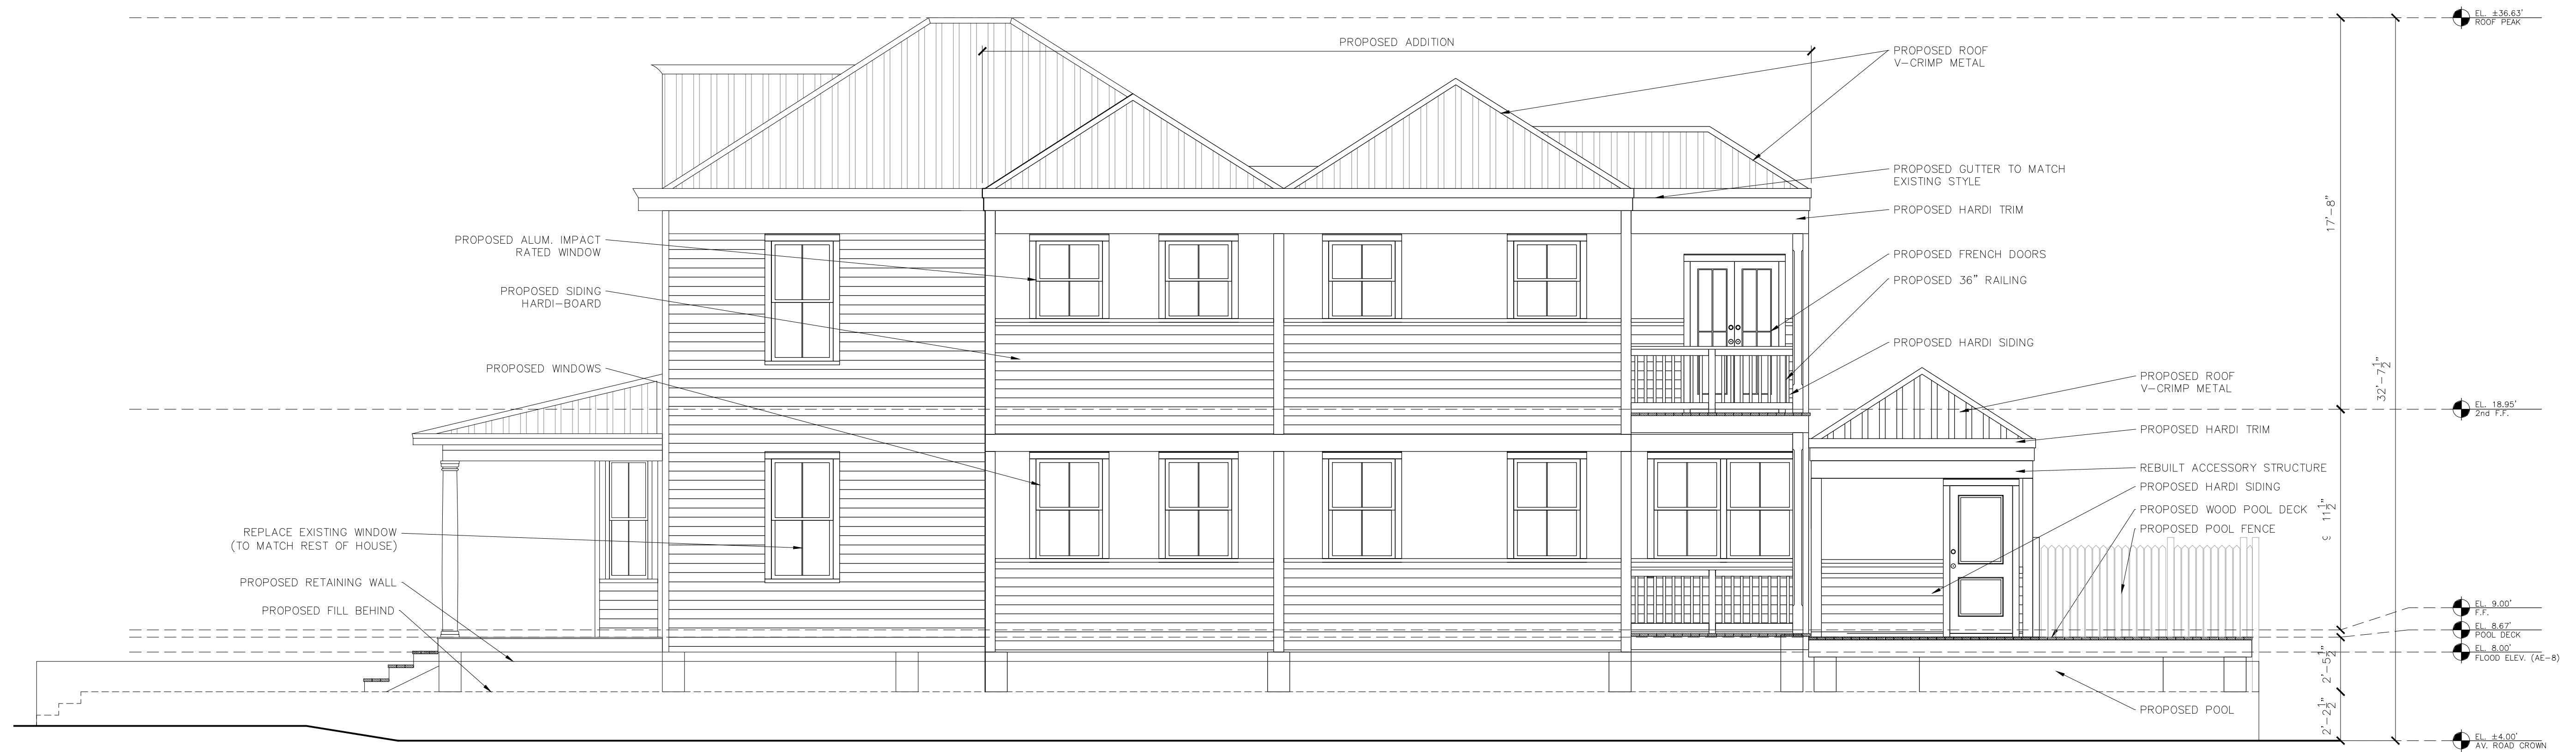 EL. ±36.63'
ROOF PEAK
PROPOSED ADDITION
PROPOSED ROOF
V-CRIMP METAL
PROPOSED GUTTER TO MATCH
EXISTING STYLE
PROPOSED HARDI TRIM
17'-8"
PROPOSED ALUM. IMPACT
RATED WINDOW
PROPOSED FRENCH DOORS
PROPOSED 36" RAILING
PROPOSED SIDING
HARDI-BOARD
PROPOSED HARDI SIDING
PROPOSED WINDOWS
PROPOSED ROOF
V-CRIMP METAL
32'-7 1/2"
EL. 18.95'
2nd F.F.
PROPOSED HARDI TRIM
REBUILT ACCESSORY STRUCTURE
PROPOSED HARDI SIDING
PROPOSED WOOD POOL DECK
PROPOSED POOL FENCE
11 1/2"
REPLACE EXISTING WINDOW
(TO MATCH REST OF HOUSE)
PROPOSED RETAINING WALL
PROPOSED FILL BEHIND
EL. 9.00'
F.F.
EL. 8.67'
POOL DECK
EL. 8.00'
FLOOD ELEV. (AE-8)
2'-5 1/2"
PROPOSED POOL
2'-2 1/2"
EL. ±4.00'
AV. ROAD CROWN